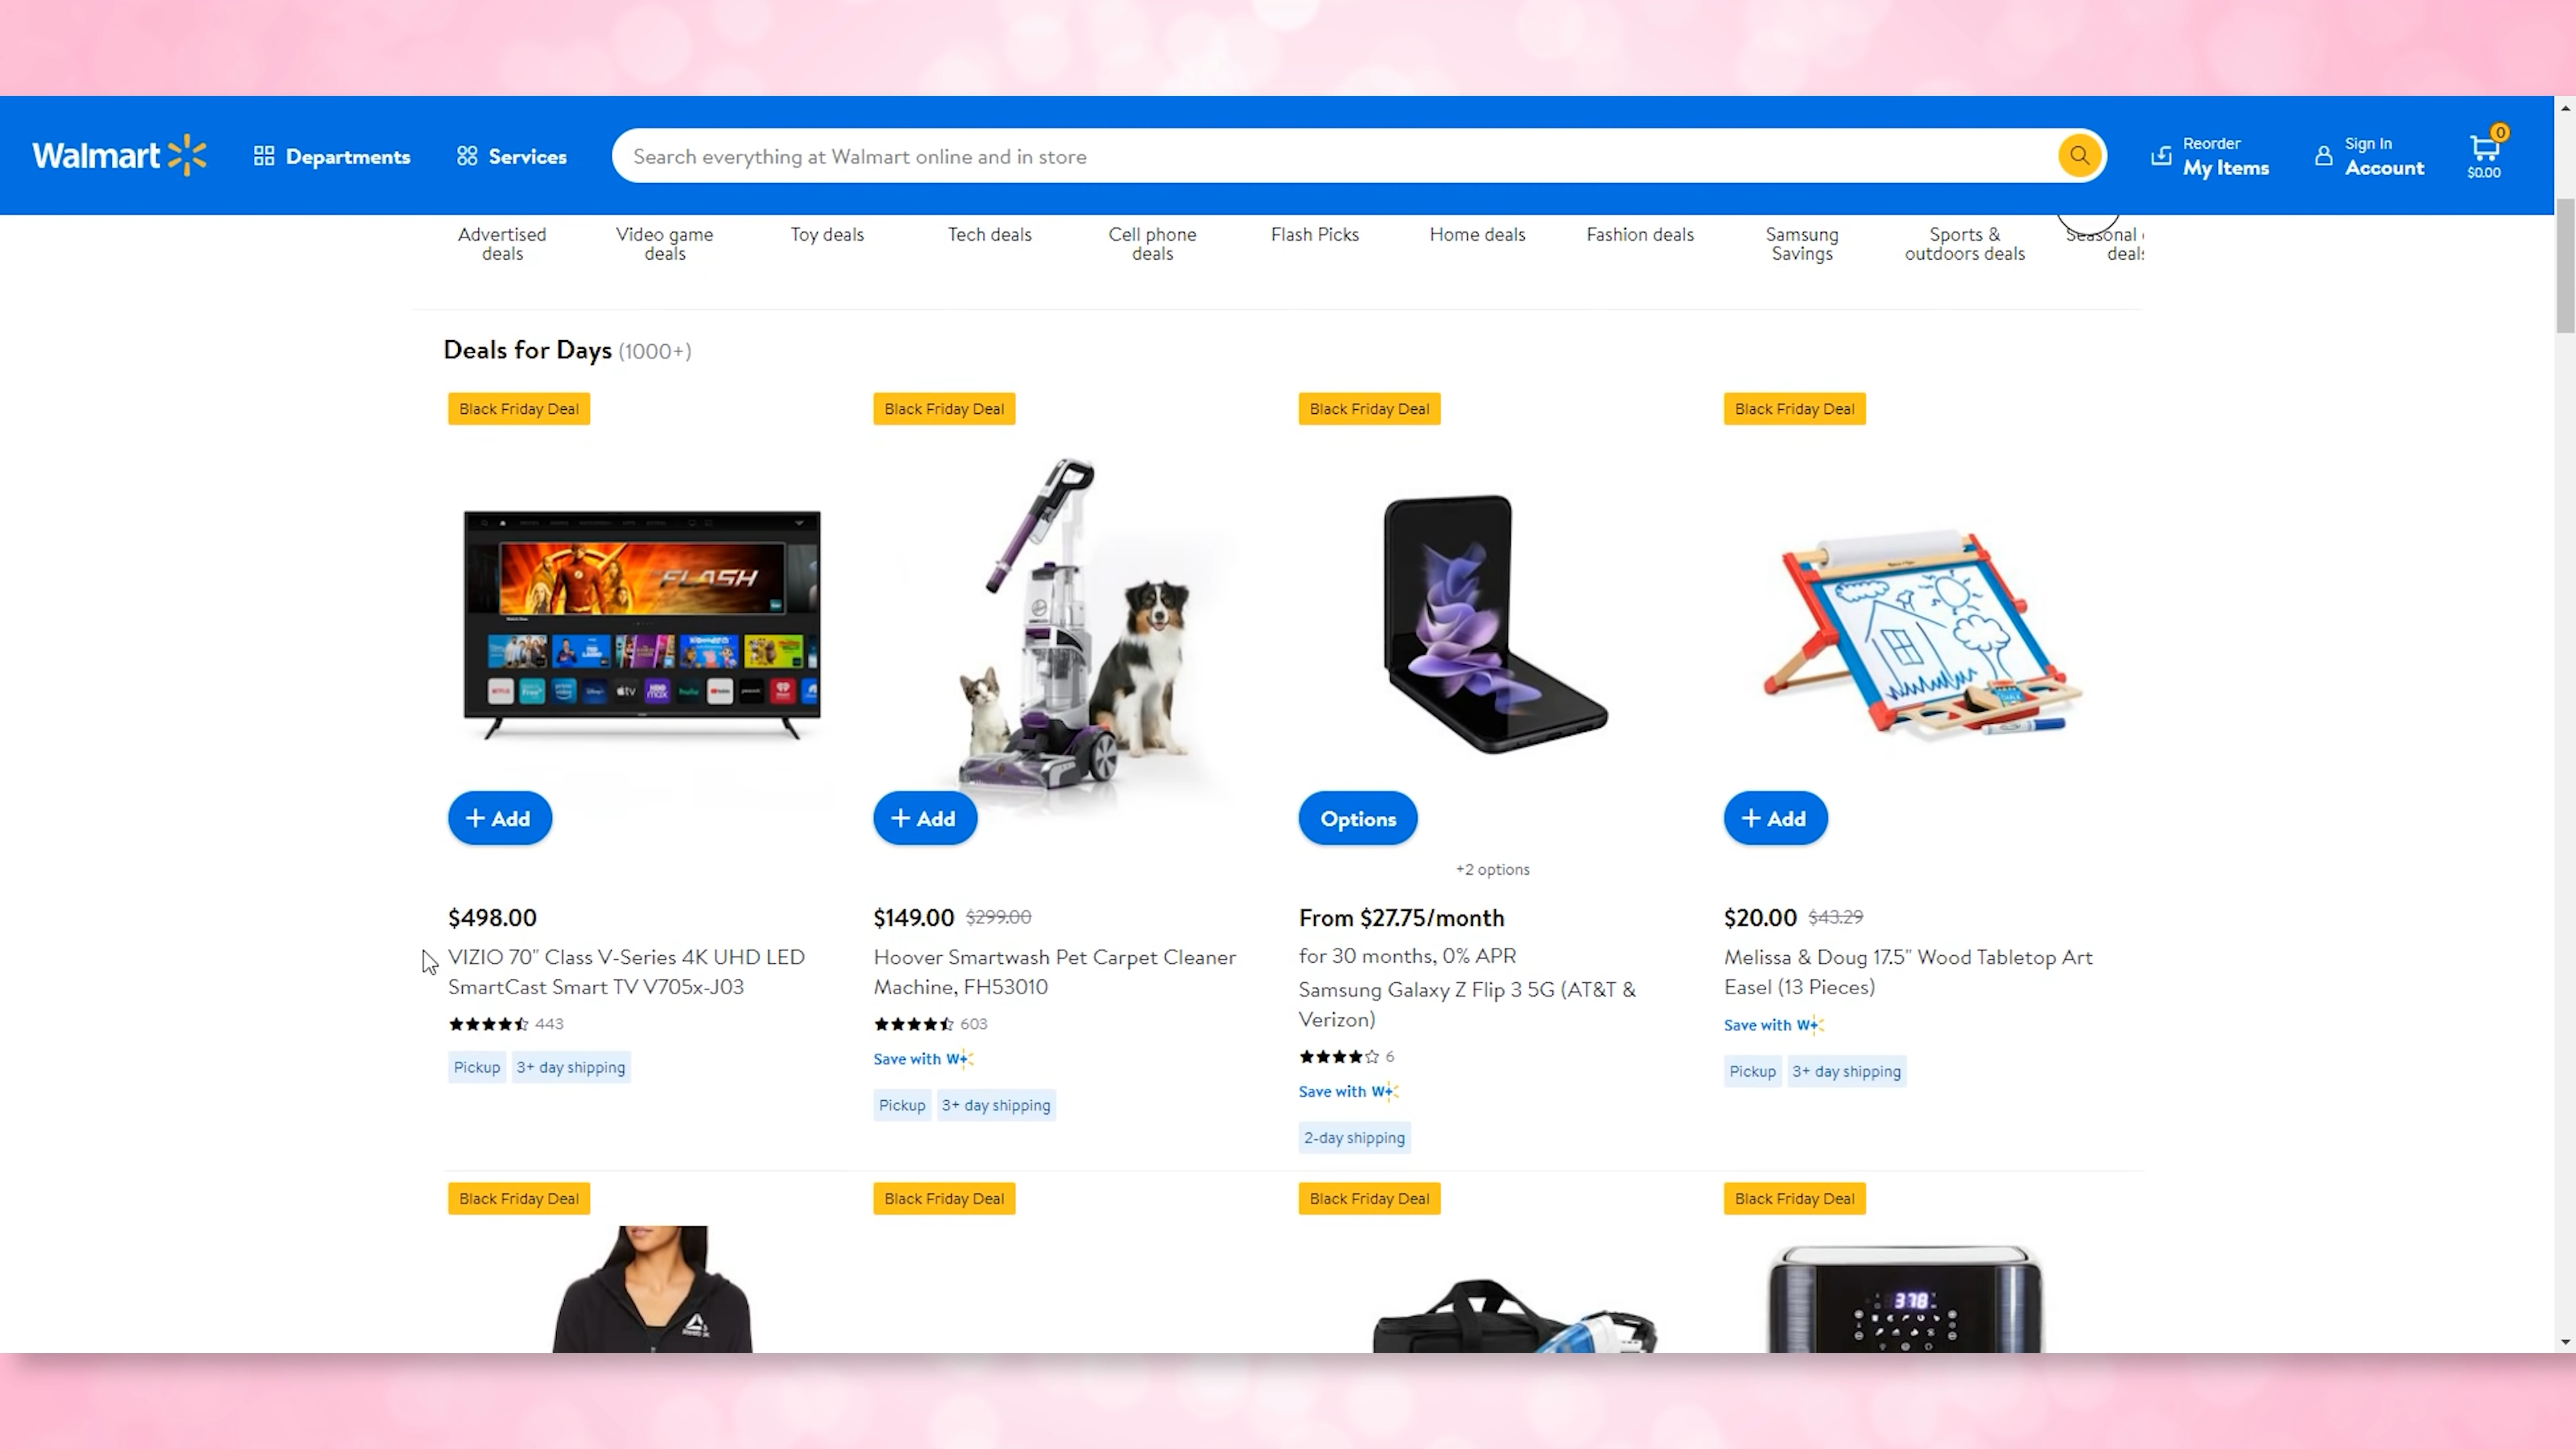 Walmart
Departments
Services
Search everything at Walmart online and in store
Reorder
My Items
Sign In
Account
0
$0.00
Advertised
deals
Video game
deals
Toy deals
Tech deals
Cell phone
deals
Flash Picks
Home deals
Fashion deals
Samsung
Savings
Sports &
outdoors deals
Seasonal
deals
Deals for Days (1000+)
Black Friday Deal
Black Friday Deal
Black Friday Deal
Black Friday Deal
FLASH
+ Add
+ Add
Options
+ Add
+2 options
$498.00
VIZIO 70" Class V-Series 4K UHD LED
SmartCast Smart TV V705x-J03
443
Pickup 3+ day shipping
$149.00 $299.00
Hoover Smartwash Pet Carpet Cleaner
Machine, FH53010
603
Save with W+
Pickup 3+ day shipping
From $27.75/month
for 30 months, 0% APR
Samsung Galaxy Z Flip 3 5G (AT&T &
Verizon)
6
Save with W+
2-day shipping
$20.00 $43.29
Melissa & Doug 17.5" Wood Tabletop Art
Easel (13 Pieces)
Save with W+
Pickup 3+ day shipping
Black Friday Deal
Black Friday Deal
Black Friday Deal
Black Friday Deal
378